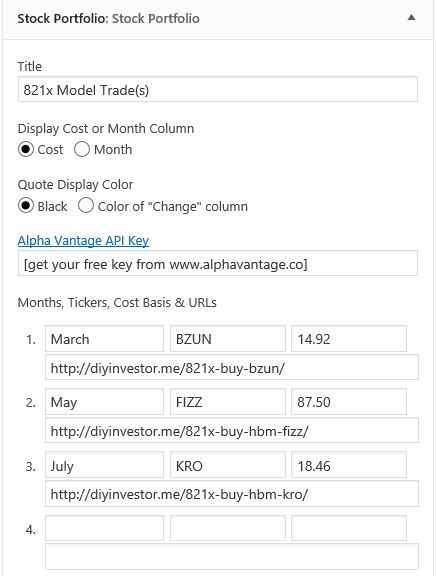 Stock Portfolio: Stock Portfolio
Title
821x Model Trade(s)
Display Cost or Month Column
Cost Month
Quote Display Color
Black Color of "Change" column
Alpha Vantage API Key
[get your free key from www.alphavantage.co]
Months, Tickers, Cost Basis & URLs
1. March BZUN 14.92
http://diyinvestor.me/821x-buy-bzun/
2. May FIZZ 87.50
http://diyinvestor.me/821x-buy-hbm-fizz/
3. July KRO 18.46
http://diyinvestor.me/821x-buy-hbm-kro/
4.